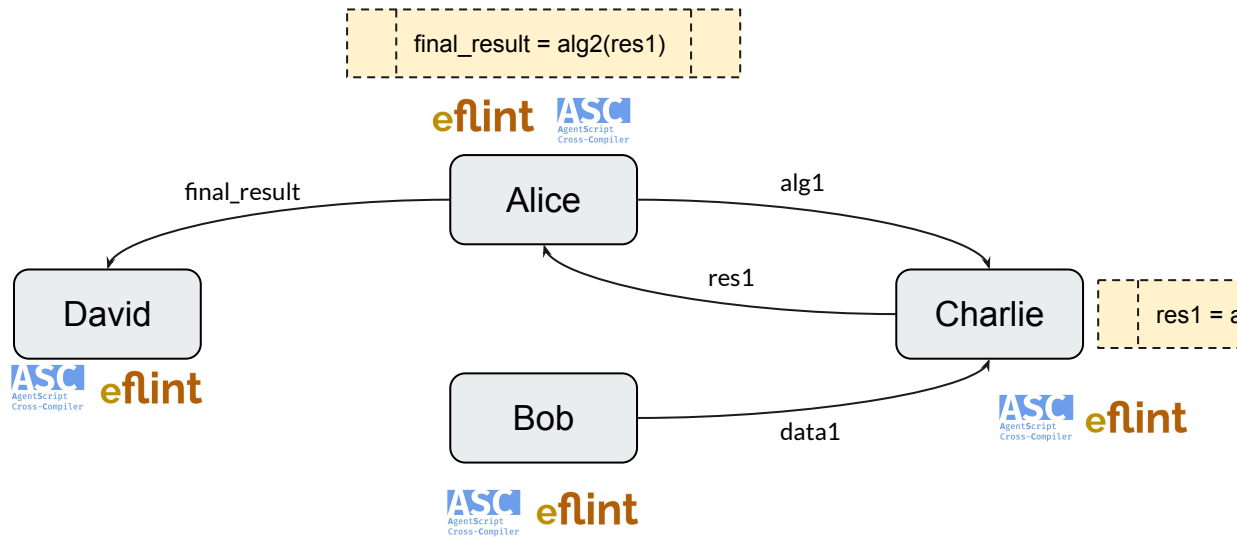 final_result = alg2(res1)
eflint
ASC
AgentScript
Cross-Compiler
final_result
Alice
alg1
res1
David
Charlie
res1 = a
ASC
AgentScript
Cross-Compiler
eflint
Bob
data1
ASC
AgentScript
Cross-Compiler
eflint
ASC
AgentScript
Cross-Compiler
eflint